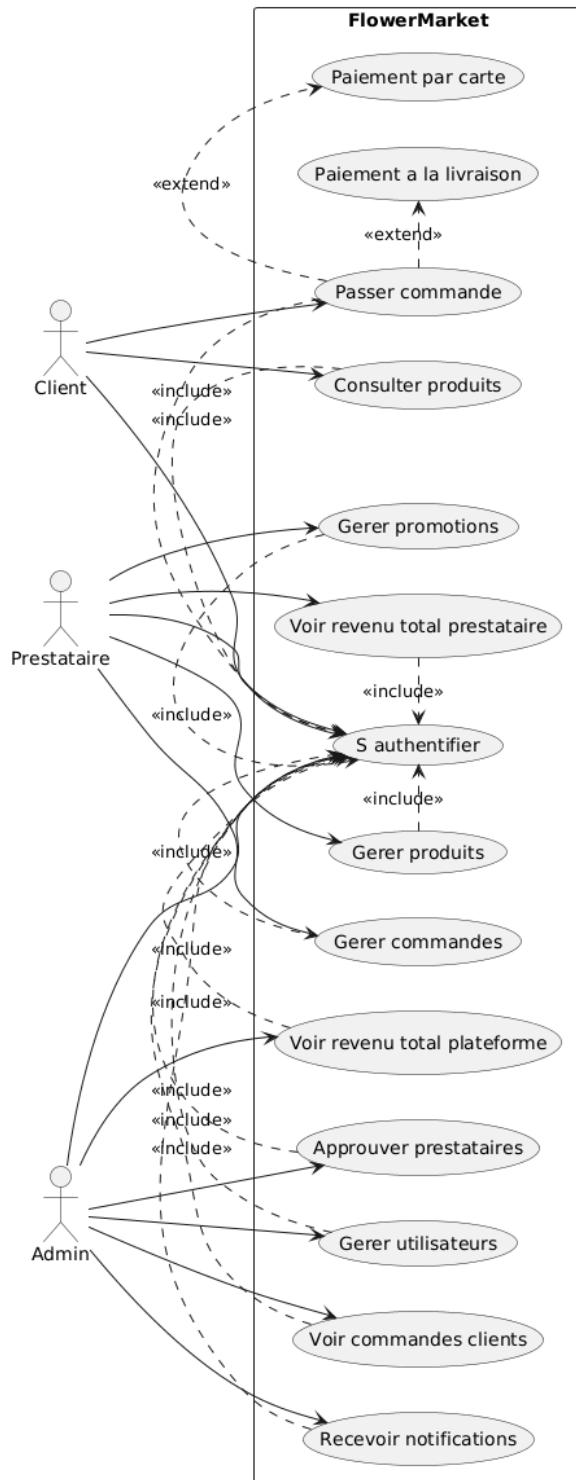 FlowerMarket
Paiement par carte
Paiement a la livraison
«extend»
«extend»
Passer commande
Client
Consulter produits
«include»
«include»
Gerer promotions
Prestataire
Voir revenu total prestataire
«include»
«include»
S authentifier
«include»
Gerer produits
«include»
Gerer commandes
«include»
«include»
Voir revenu total plateforme
«include»
«include»
«include»
Approuver prestataires
Admin
Gerer utilisateurs
Voir commandes clients
Recevoir notifications